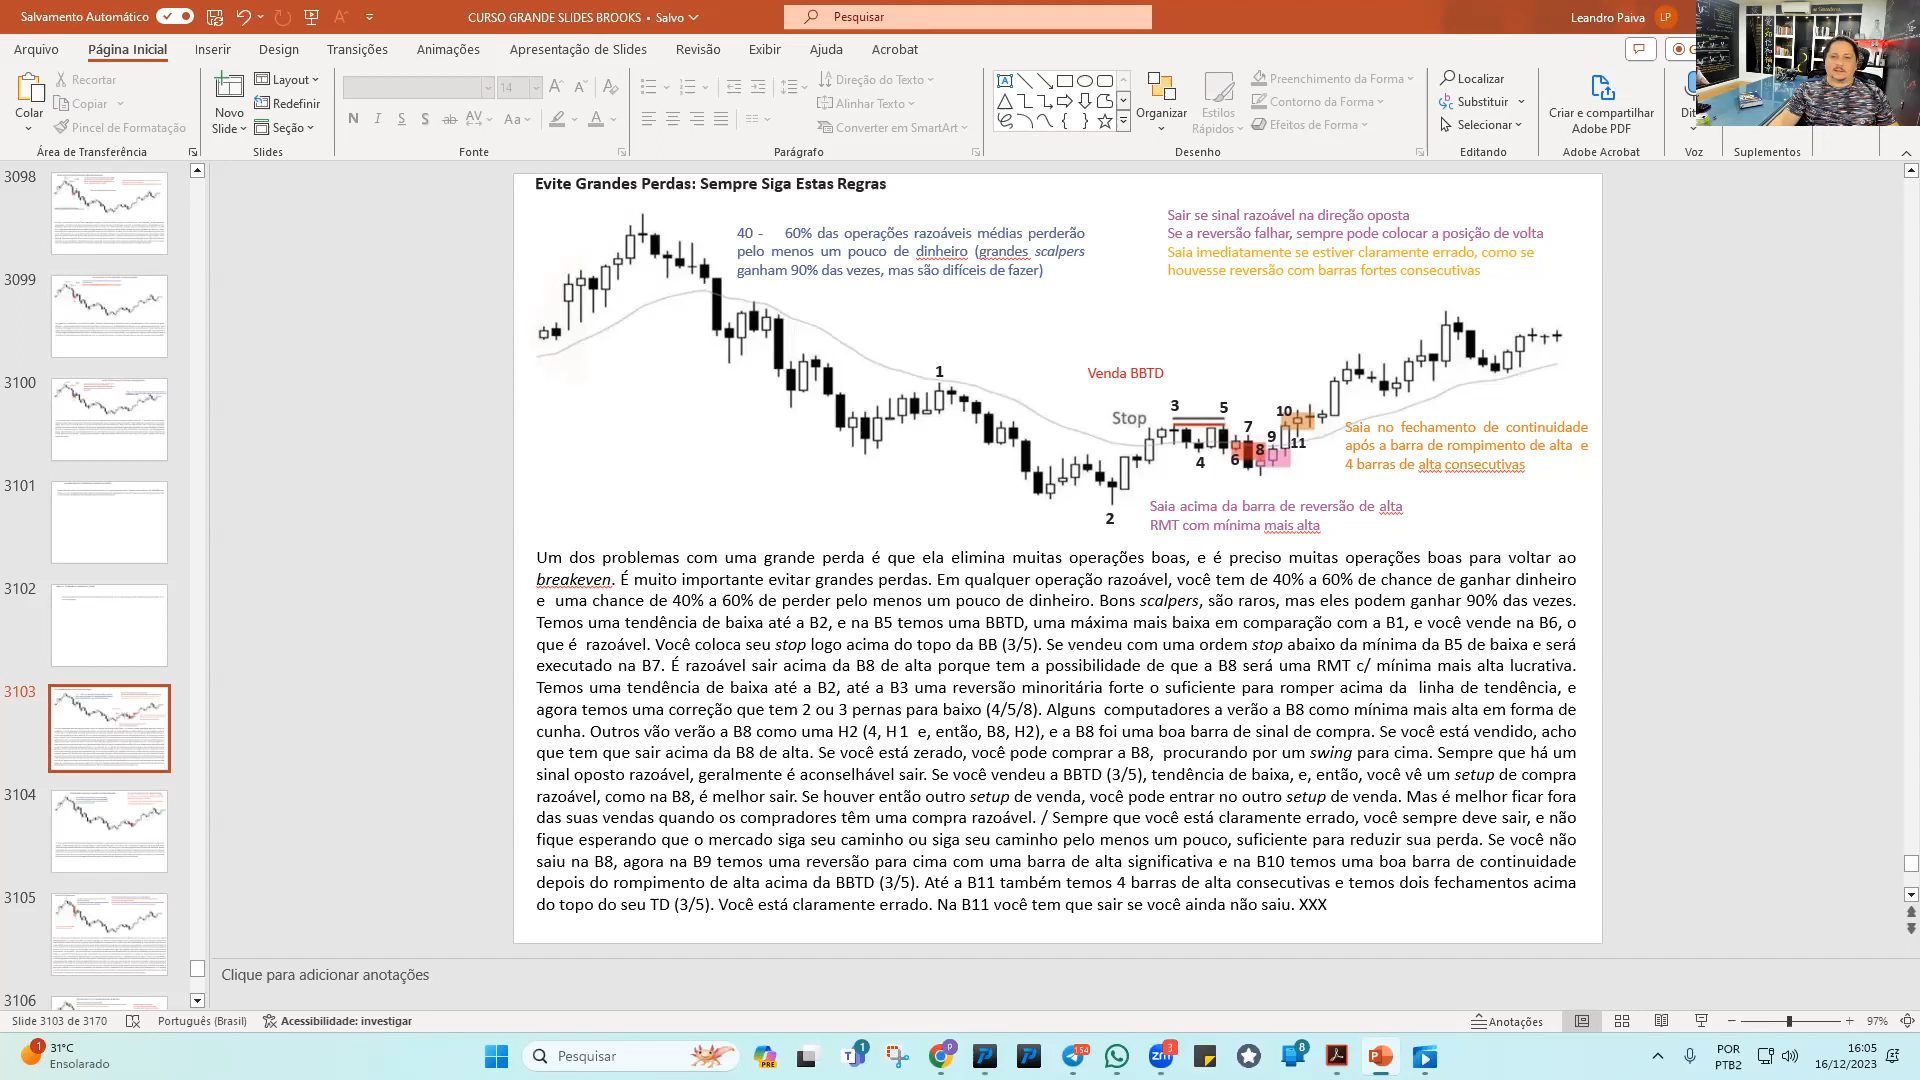 Salvamento Automático
CURSO GRANDE SLIDES BROOKS • Salvo
Pesquisar
Leandro Paiva
LP
Arquivo
Página Inicial
Inserir
Design
Transições
Animações
Apresentação de Slides
Revisão
Exibir
Ajuda
Acrobat
Colar
Recortar
Copiar
Pincel de Formatação
Área de Transferência
Novo
Slide
Layout
Redefinir
Seção
Slides
14
Fonte
Direção do Texto
Alinhar Texto
Converter em SmartArt
Parágrafo
Organizar
Estilos
Rápidos
Preenchimento da Forma
Contorno da Forma
Efeitos de Forma
Desenho
Localizar
Substituir
Selecionar
Editando
Criar e compartilhar
Adobe PDF
Adobe Acrobat
Voz
Suplementos
3098
3099
3100
3101
3102
3103
3104
3105
3106
Evite Grandes Perdas: Sempre Siga Estas Regras
40 - 60% das operações razoáveis médias perderão
pelo menos um pouco de dinheiro (grandes scalpers
ganham 90% das vezes, mas são difíceis de fazer)
Sair se sinal razoável na direção oposta
Se a reversão falhar, sempre pode colocar a posição de volta
Saia imediatamente se estiver claramente errado, como se
houvesse reversão com barras fortes consecutivas
Venda BBTD
Stop
1
2
3
4
5
6
7
8
9
10
11
Saia no fechamento de continuidade
após a barra de rompimento de alta e
4 barras de alta consecutivas
Saia acima da barra de reversão de alta
RMT com mínima mais alta
Um dos problemas com uma grande perda é que ela elimina muitas operações boas, e é preciso muitas operações boas para voltar ao
breakeven. É muito importante evitar grandes perdas. Em qualquer operação razoável, você tem de 40% a 60% de chance de ganhar dinheiro
e uma chance de 40% a 60% de perder pelo menos um pouco de dinheiro. Bons scalpers, são raros, mas eles podem ganhar 90% das vezes.
Temos uma tendência de baixa até a B2, e na B5 temos uma BBTD, uma máxima mais baixa em comparação com a B1, e você vende na B6, o
que é razoável. Você coloca seu stop logo acima do topo da BB (3/5). Se vendeu com uma ordem stop abaixo da mínima da B5 de baixa e será
executado na B7. É razoável sair acima da B8 de alta porque tem a possibilidade de que a B8 será uma RMT c/ mínima mais alta lucrativa.
Temos uma tendência de baixa até a B2, até a B3 uma reversão minoritária forte o suficiente para romper acima da linha de tendência, e
agora temos uma correção que tem 2 ou 3 pernas para baixo (4/5/8). Alguns computadores a verão a B8 como mínima mais alta em forma de
cunha. Outros vão verão a B8 como uma H2 (4, H1 e, então, B8, H2), e a B8 foi uma boa barra de sinal de compra. Se você está vendido, acho
que tem que sair acima da B8 de alta. Se você está zerado, você pode comprar a B8, procurando por um swing para cima. Sempre que há um
sinal oposto razoável, geralmente é aconselhável sair. Se você vendeu a BBTD (3/5), tendência de baixa, e, então, você vê um setup de compra
razoável, como na B8, é melhor sair. Se houver então outro setup de venda, você pode entrar no outro setup de venda. Mas é melhor ficar fora
das suas vendas quando os compradores têm uma compra razoável. / Sempre que você está claramente errado, você sempre deve sair, e não
fique esperando que o mercado siga seu caminho ou siga seu caminho pelo menos um pouco, suficiente para reduzir sua perda. Se você não
saiu na B8, agora na B9 temos uma reversão para cima com uma barra de alta significativa e na B10 temos uma boa barra de continuidade
depois do rompimento de alta acima da BBTD (3/5). Até a B11 também temos 4 barras de alta consecutivas e temos dois fechamentos acima
do topo do seu TD (3/5). Você está claramente errado. Na B11 você tem que sair se você ainda não saiu. XXX
Clique para adicionar anotações
Slide 3103 de 3170
Português (Brasil)
Acessibilidade: investigar
Anotações
97%
31°C
Ensolarado
Pesquisar
POR
PTB2
16:05
16/12/2023